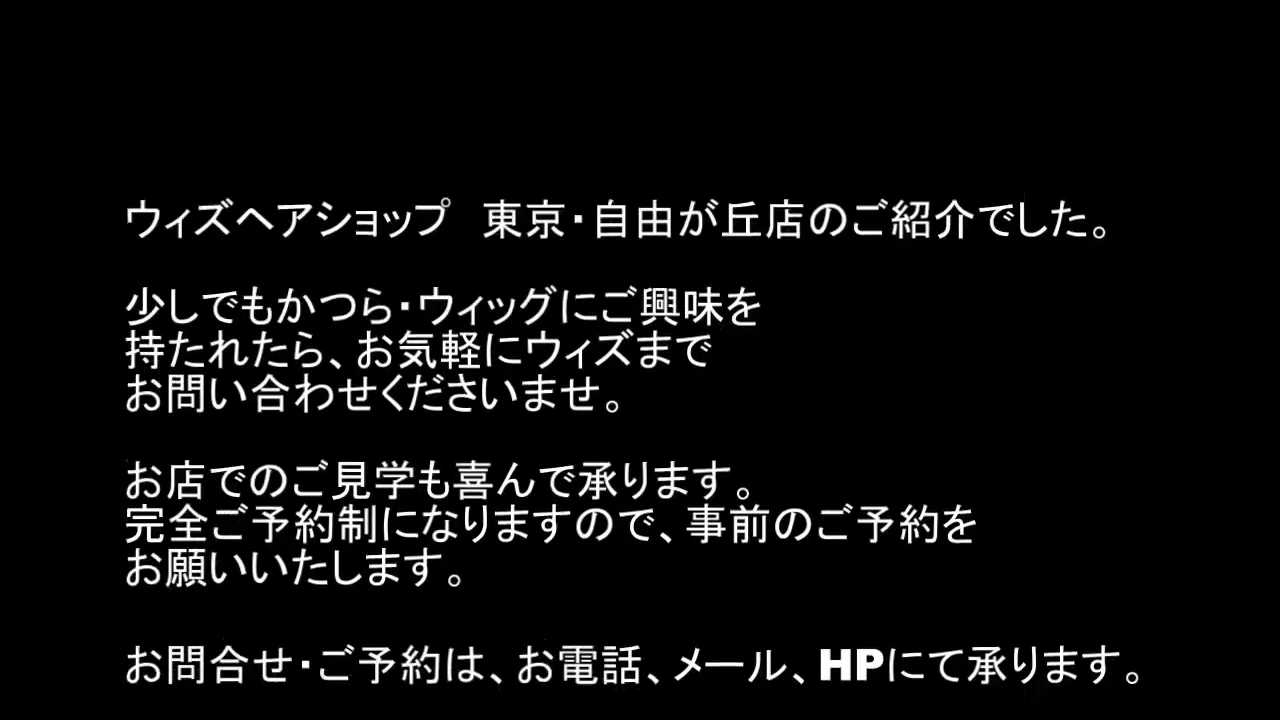 ウィズヘアショップ　東京・自由が丘店のご紹介でした。
少しでもかつら・ウィッグにご興味を
持たれたら、お気軽にウィズまで
お問い合わせくださいませ。
お店でのご見学も喜んで承ります。
完全ご予約制になりますので、事前のご予約を
お願いいたします。
お問合せ・ご予約は、お電話、メール、HPにて承ります。